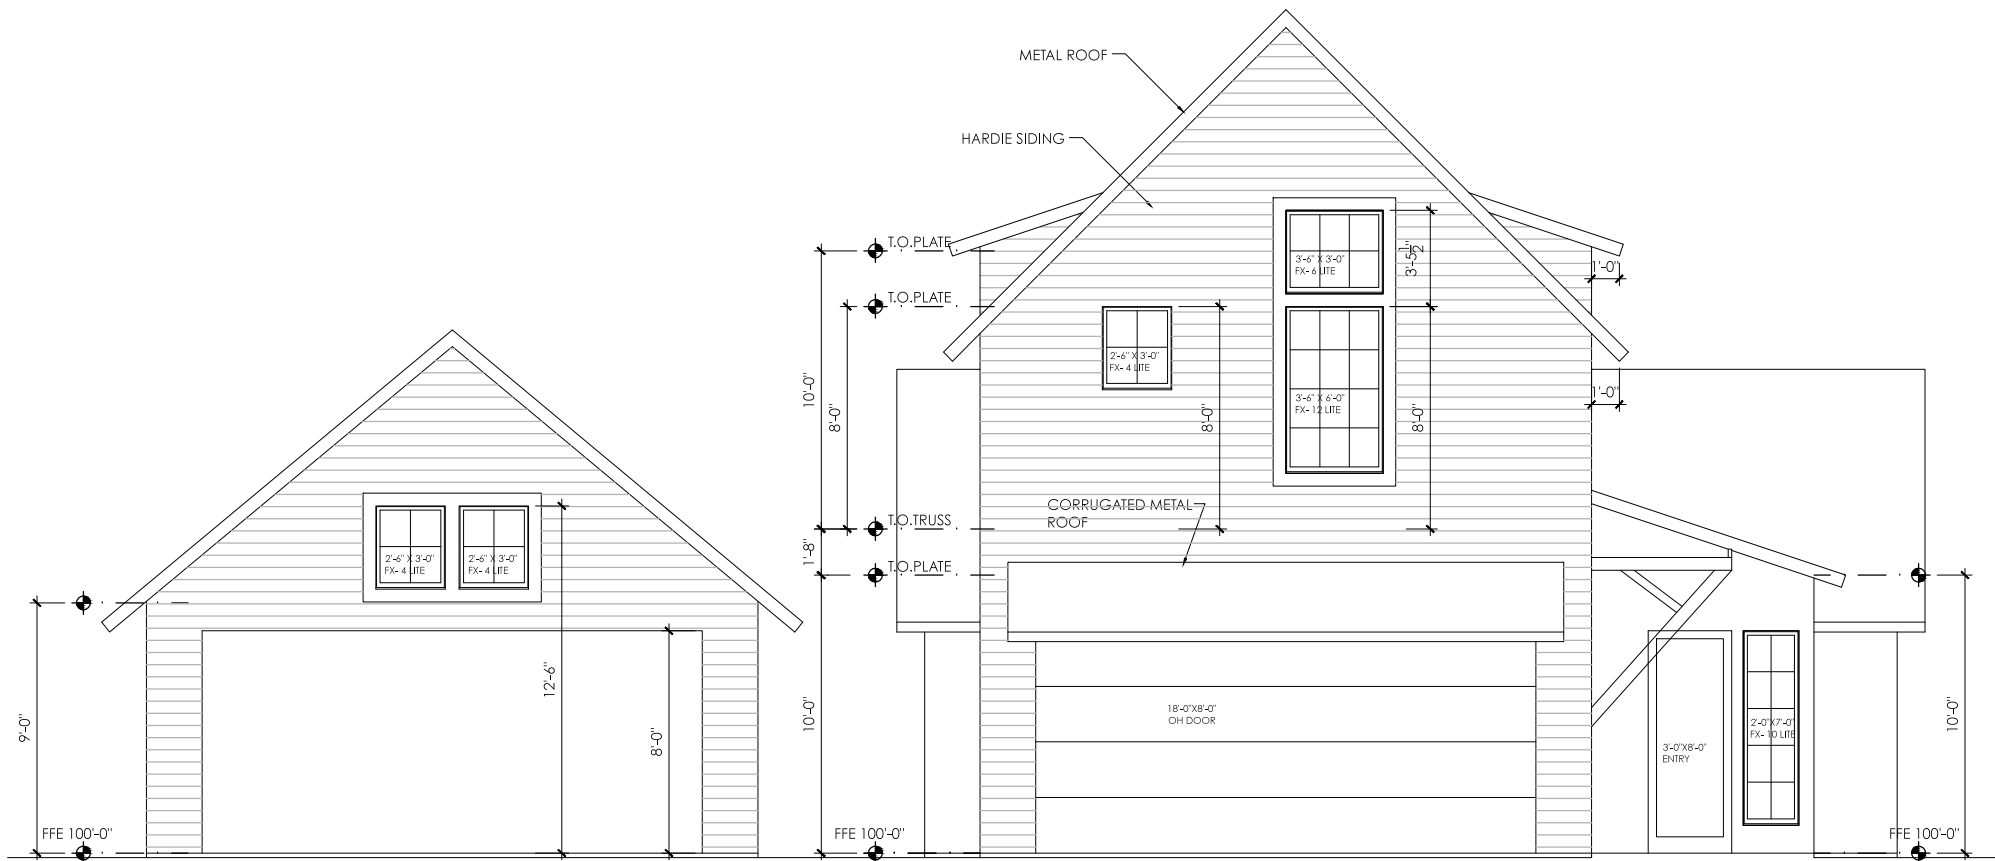 METAL ROOF
HARDIE SIDING
T.O.PLATE
3'-6" X 3'-0"
FX- 6 LITE
3'-5 1/2"
1'-0"
T.O.PLATE
2'-6" X 3'-0"
FX- 4 LITE
10'-0"
8'-0"
8'-0"
3'-6" X 6'-0"
FX- 12 LITE
8'-0"
1'-0"
CORRUGATED METAL
ROOF
T.O.TRUSS
1'-8"
T.O.PLATE
2'-6" X 3'-0"
FX- 4 LITE
2'-6" X 3'-0"
FX- 4 LITE
12'-6"
9'-0"
8'-0"
10'-0"
18'-0"X8'-0"
OH DOOR
3'-0"X8'-0"
ENTRY
2'-0"X7'-0"
FX- 10 LITE
10'-0"
FFE 100'-0"
FFE 100'-0"
FFE 100'-0"